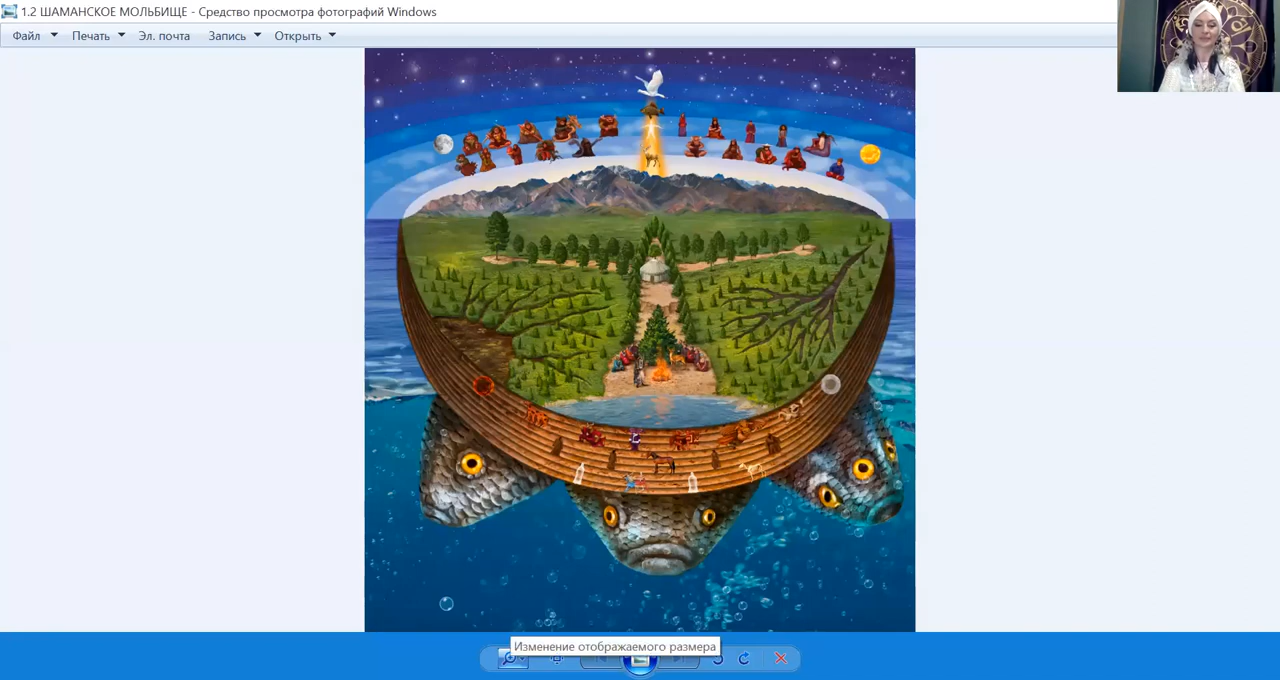 1.2 ШАМАНСКОЕ МОЛЬБИЩЕ - Средство просмотра фотографий Windows
Файл Печать Эл. почта Запись Открыть
Изменение отображаемого размера